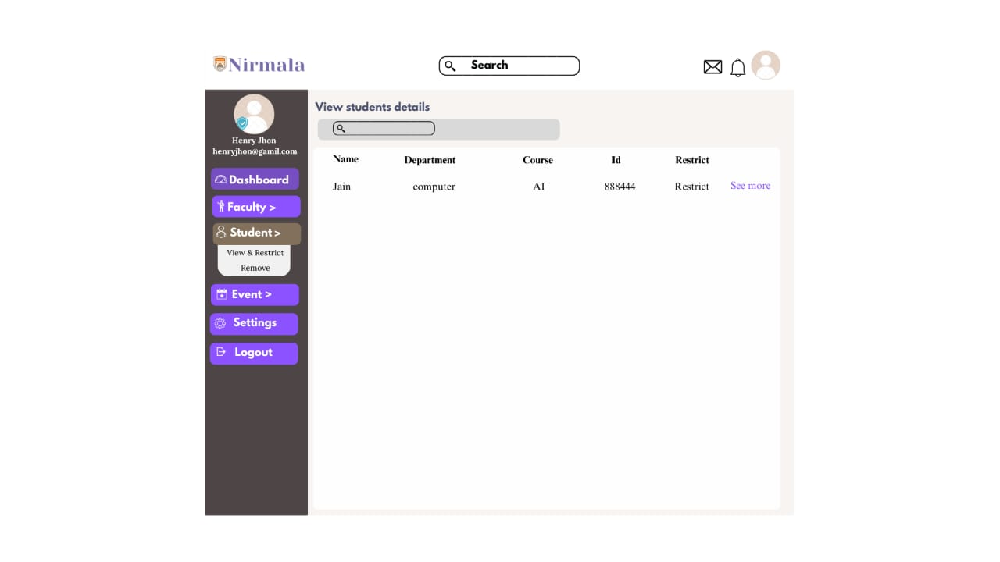 Nirmala
Search
Henry Jhon
henryjhon@gamil.com
Dashboard
Faculty >
Student >
View & Restrict
Remove
Event >
Settings
Logout
View students details
Name Department Course Id Restrict
Jain computer AI 888444 Restrict See more